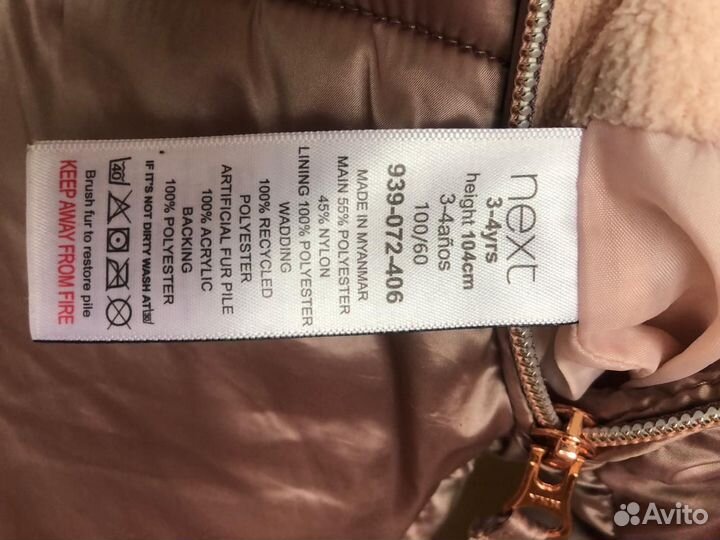 next
3-4yrs
height 104cm
3-4años
100/60
939-072-406
MADE IN MYANMAR
MAIN 55% POLYESTER
45% NYLON
LINING 100% POLYESTER
WADDING
100% RECYCLED
POLYESTER
ARTIFICIAL FUR PILE
100% ACRYLIC
BACKING
100% POLYESTER
IF IT'S NOT DIRTY WASH AT 30
40
Brush fur to restore pile
KEEP AWAY FROM FIRE
Avito